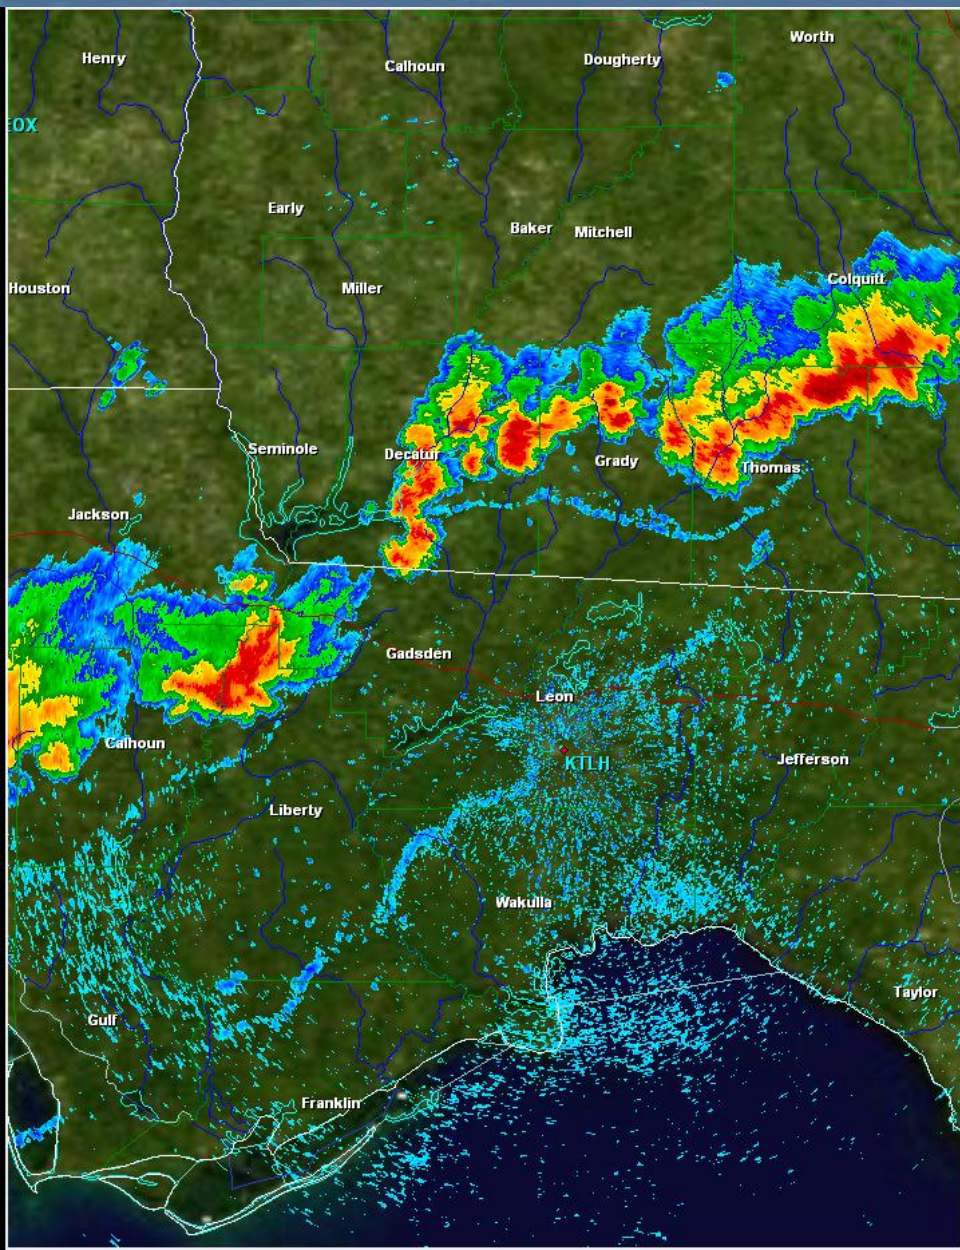 Worth
Henry
Calhoun
Dougherty
EOX
Early
Baker
Mitchell
Houston
Miller
Colquitt
Seminole
Decatur
Grady
Thomas
Jackson
Gadsden
Leon
Calhoun
KTLH
Jefferson
Liberty
Wakulla
Taylor
Gulf
Franklin